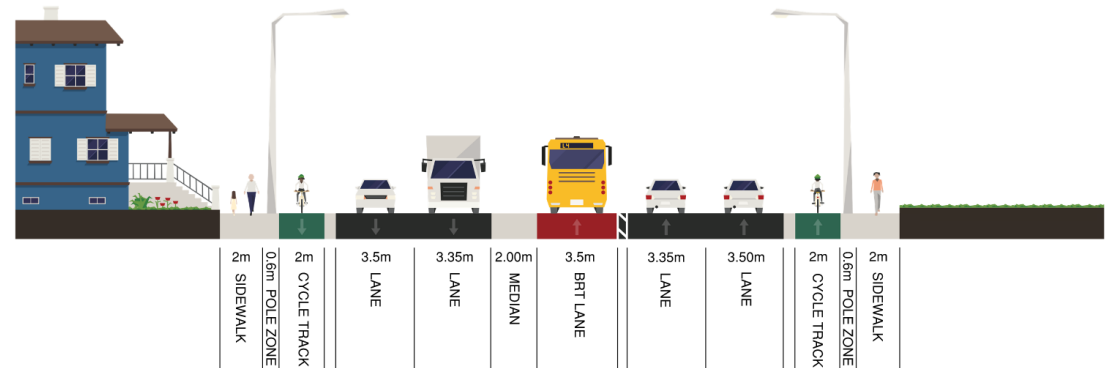 2m
SIDEWALK
0.6m POLE ZONE
2m
CYCLE TRACK
3.5m
LANE
3.35m
LANE
2.00m
MEDIAN
3.5m
BRT LANE
3.35m
LANE
3.50m
LANE
2m
CYCLE TRACK
0.6m POLE ZONE
2m
SIDEWALK